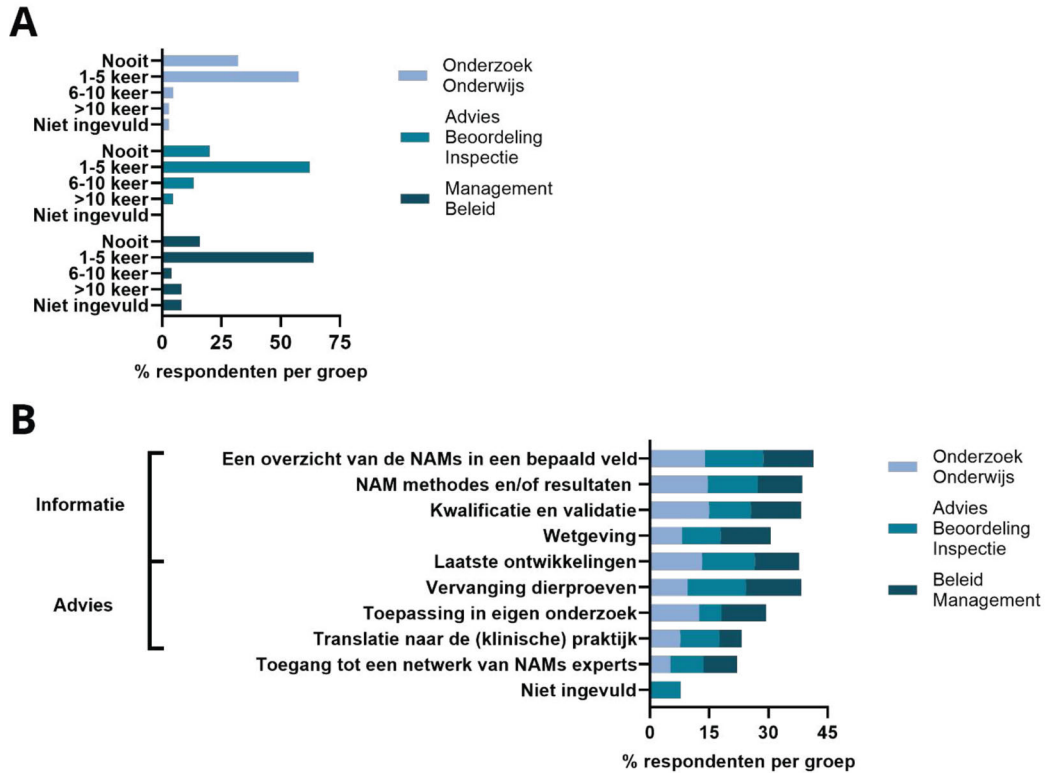 A
Nooit
1-5 keer
6-10 keer
>10 keer
Niet ingevuld
Nooit
1-5 keer
6-10 keer
>10 keer
Niet ingevuld
Nooit
1-5 keer
6-10 keer
>10 keer
Niet ingevuld
0 25 50 75
% respondenten per groep
Onderzoek
Onderwijs
Advies
Beoordeling
Inspectie
Management
Beleid
B
Informatie
Advies
Een overzicht van de NAMs in een bepaald veld
NAM methodes en/of resultaten
Kwalificatie en validatie
Wetgeving
Laatste ontwikkelingen
Vervanging dierproeven
Toepassing in eigen onderzoek
Translatie naar de (klinische) praktijk
Toegang tot een netwerk van NAMs experts
Niet ingevuld
0 15 30 45
% respondenten per groep
Onderzoek
Onderwijs
Advies
Beoordeling
Inspectie
Beleid
Management